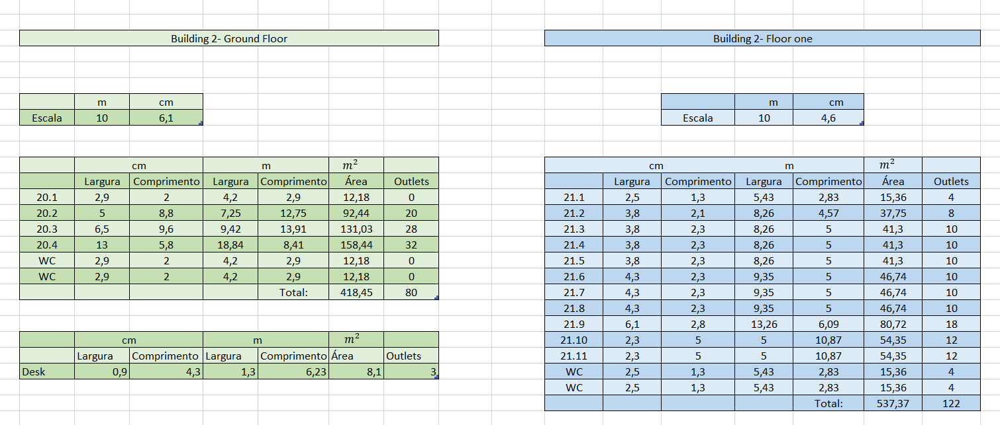 Building 2- Ground Floor
m cm
Escala 10 6,1
cm m m²
Largura Comprimento Largura Comprimento Área Outlets
20.1 2,9 2 4,2 2,9 12,18 0
20.2 5 8,8 7,25 12,75 92,44 20
20.3 6,5 9,6 9,42 13,91 131,03 28
20.4 13 5,8 18,84 8,41 158,44 32
WC 2,9 2 4,2 2,9 12,18 0
WC 2,9 2 4,2 2,9 12,18 0
Total: 418,45 80
cm m m²
Largura Comprimento Largura Comprimento Área Outlets
Desk 0,9 4,3 1,3 6,23 8,1 3
Building 2- Floor one
m cm
Escala 10 4,6
cm m m²
Largura Comprimento Largura Comprimento Área Outlets
21.1 2,5 1,3 5,43 2,83 15,36 4
21.2 3,8 2,1 8,26 4,57 37,75 8
21.3 3,8 2,3 8,26 5 41,3 10
21.4 3,8 2,3 8,26 5 41,3 10
21.5 3,8 2,3 8,26 5 41,3 10
21.6 4,3 2,3 9,35 5 46,74 10
21.7 4,3 2,3 9,35 5 46,74 10
21.8 4,3 2,3 9,35 5 46,74 10
21.9 6,1 2,8 13,26 6,09 80,72 18
21.10 2,3 5 5 10,87 54,35 12
21.11 2,3 5 5 10,87 54,35 12
WC 2,5 1,3 5,43 2,83 15,36 4
WC 2,5 1,3 5,43 2,83 15,36 4
Total: 537,37 122